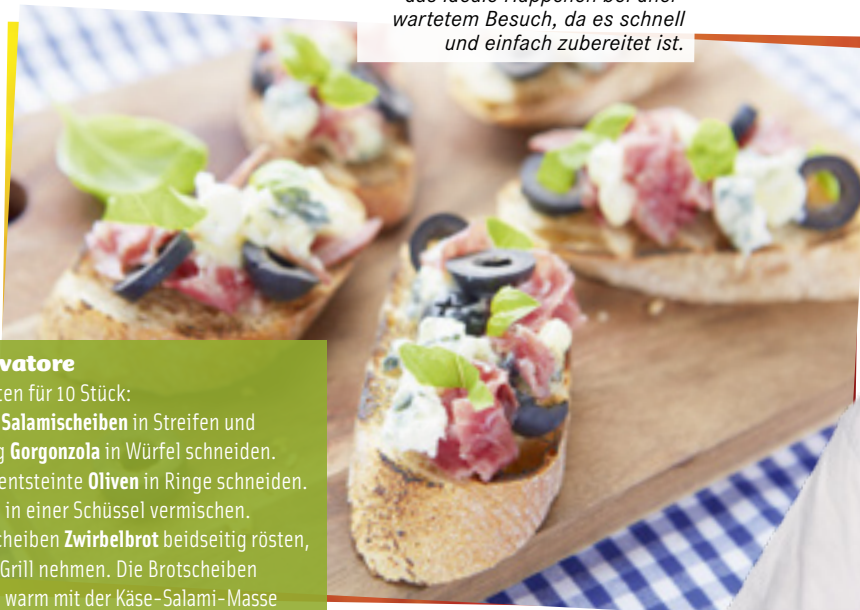 wartetem Besuch, da es schnell
und einfach zubereitet ist.
vatore
ten für 10 Stück:
Salamischeiben in Streifen und
g Gorgonzola in Würfel schneiden.
entsteinte Oliven in Ringe schneiden.
in einer Schüssel vermischen.
cheiben Zwirbelbrot beidseitig rösten,
Grill nehmen. Die Brotscheiben
warm mit der Käse-Salami-Masse